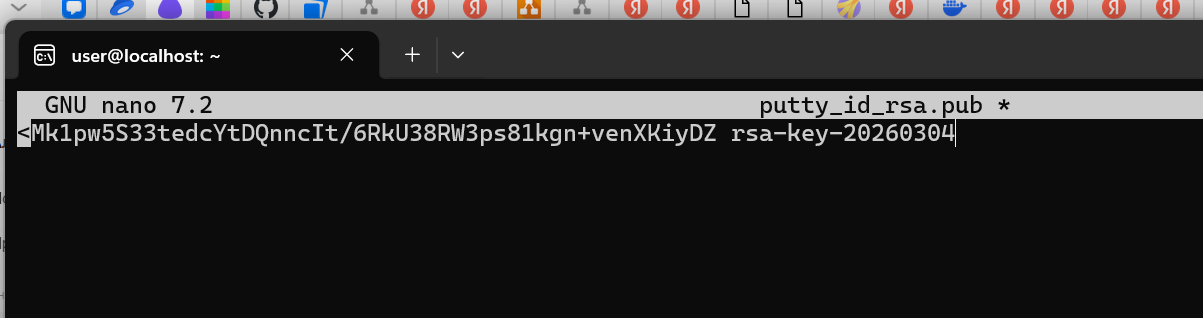 user@localhost: ~
GNU nano 7.2 putty_id_rsa.pub *
<Mk1pw5S33tedcYtDQnncIt/6RkU38RW3ps81kgn+venXKiyDZ rsa-key-20260304